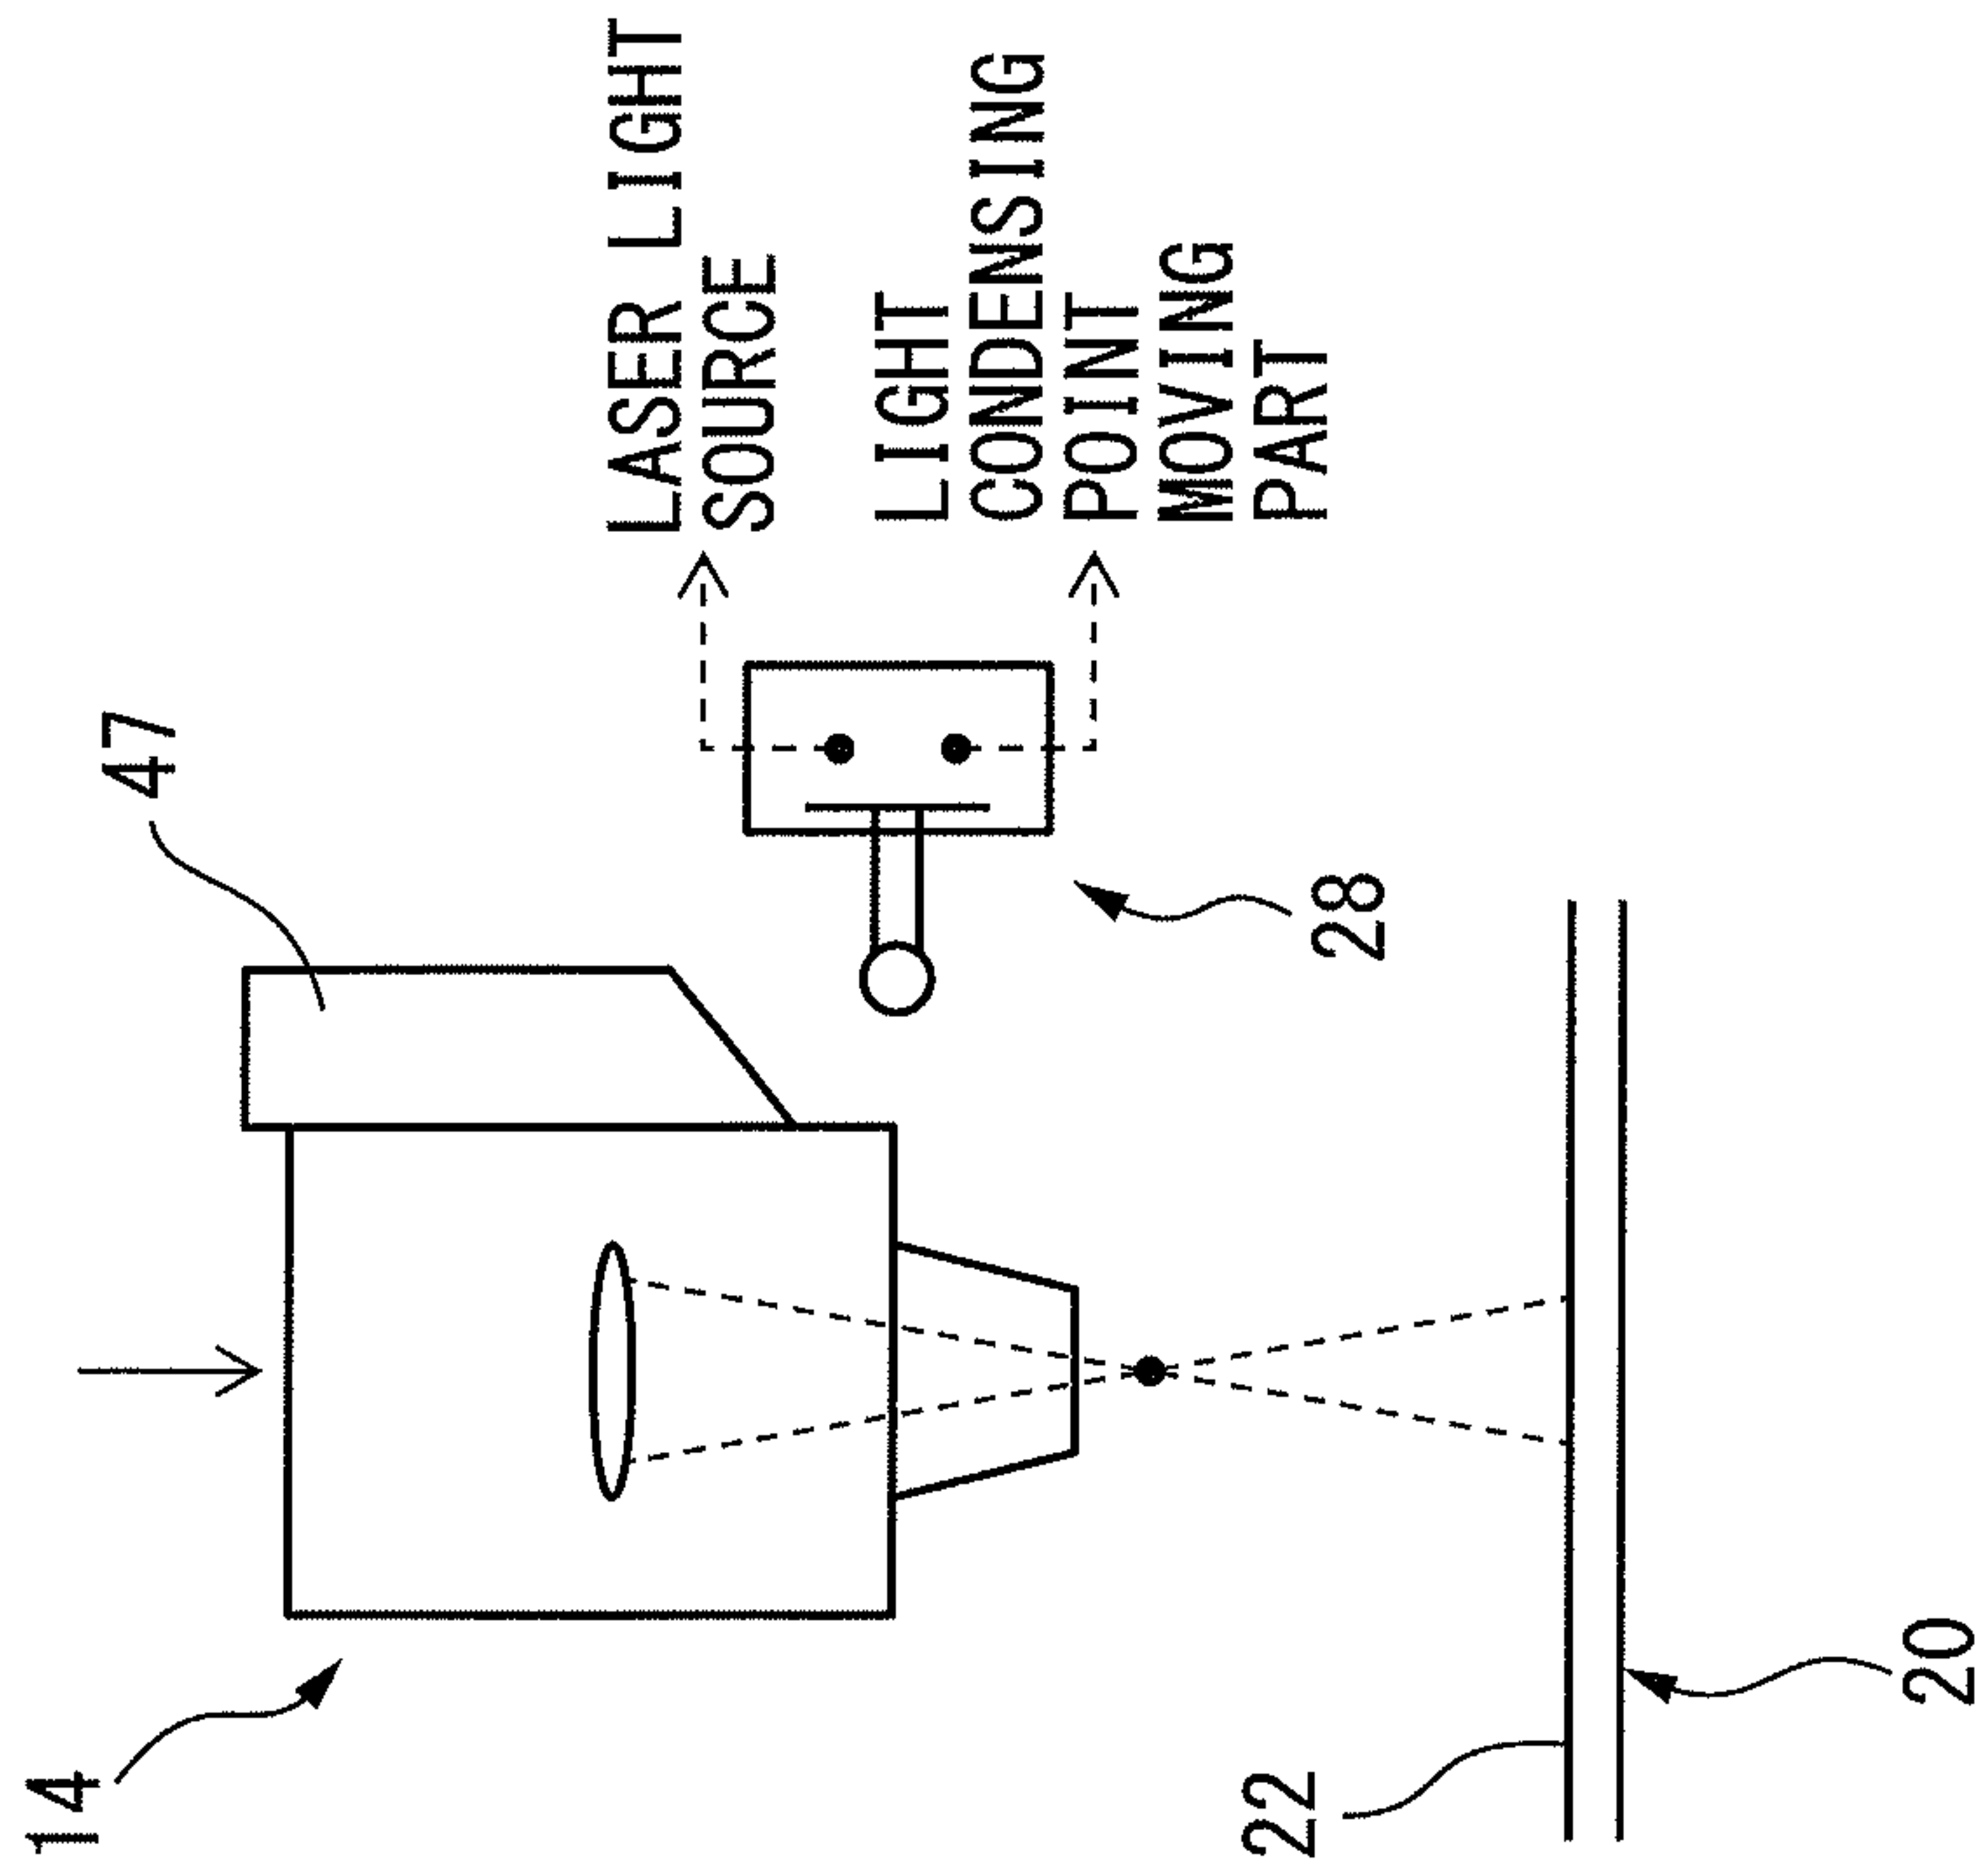 14
47
LASER LIGHT
SOURCE
LIGHT
CONDENSING
POINT
MOVING
PART
28
22
20